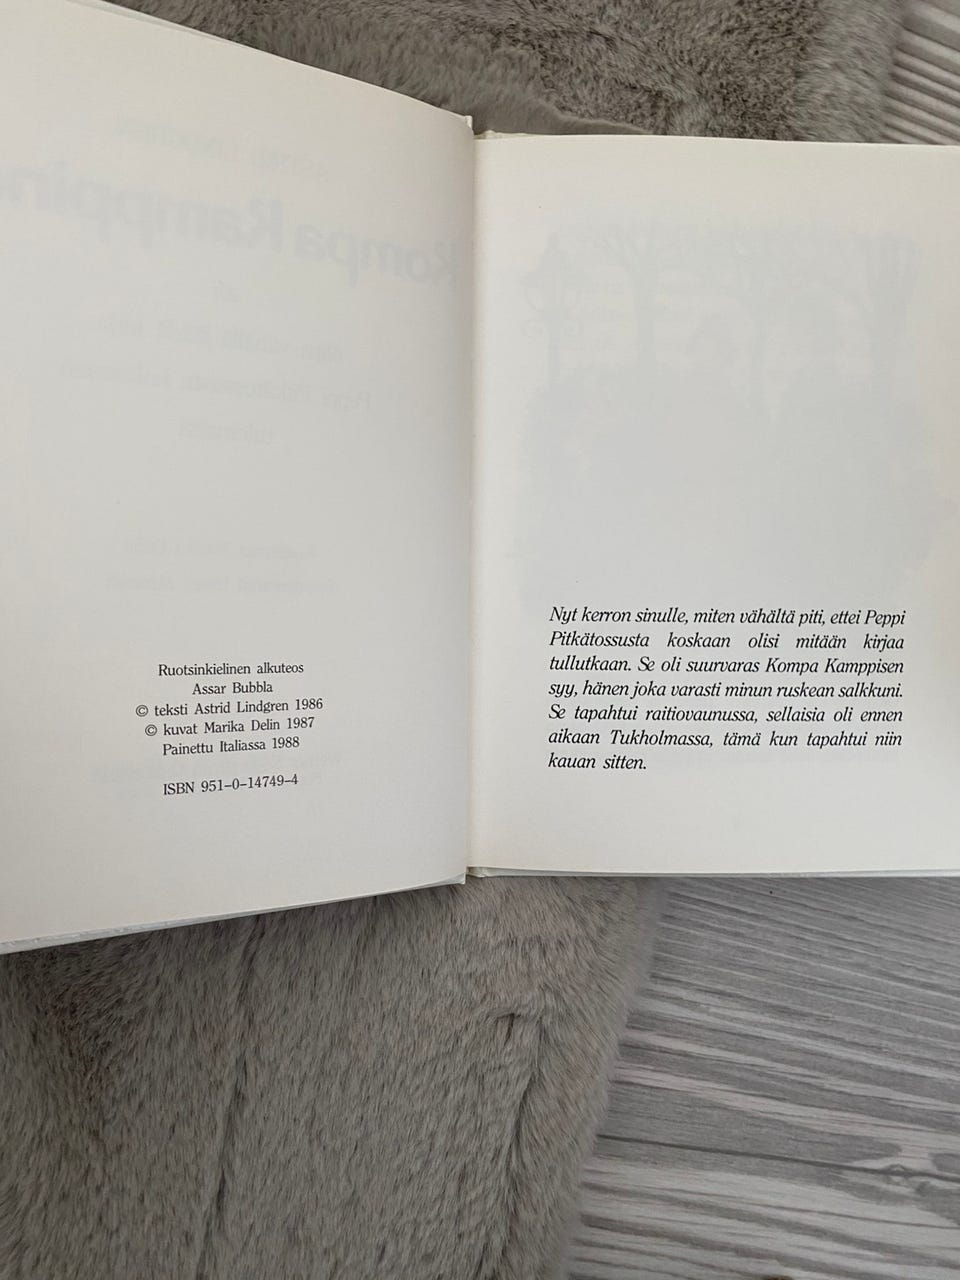 Ruotsinkielinen alkuteos
Assar Bubbla
© teksti Astrid Lindgren 1986
© kuvat Marika Delin 1987
Painettu Italiassa 1988
ISBN 951-0-14749-4
Nyt kerron sinulle, miten vähältä piti, ettei Peppi
Pitkätossusta koskaan olisi mitään kirjaa
tullutkaan. Se oli suurvaras Kompa Kamppisen
syy, hänen joka varasti minun ruskean salkkuni.
Se tapahtui raitiovaunussa, sellaisia oli ennen
aikaan Tukholmassa, tämä kun tapahtui niin
kauan sitten.